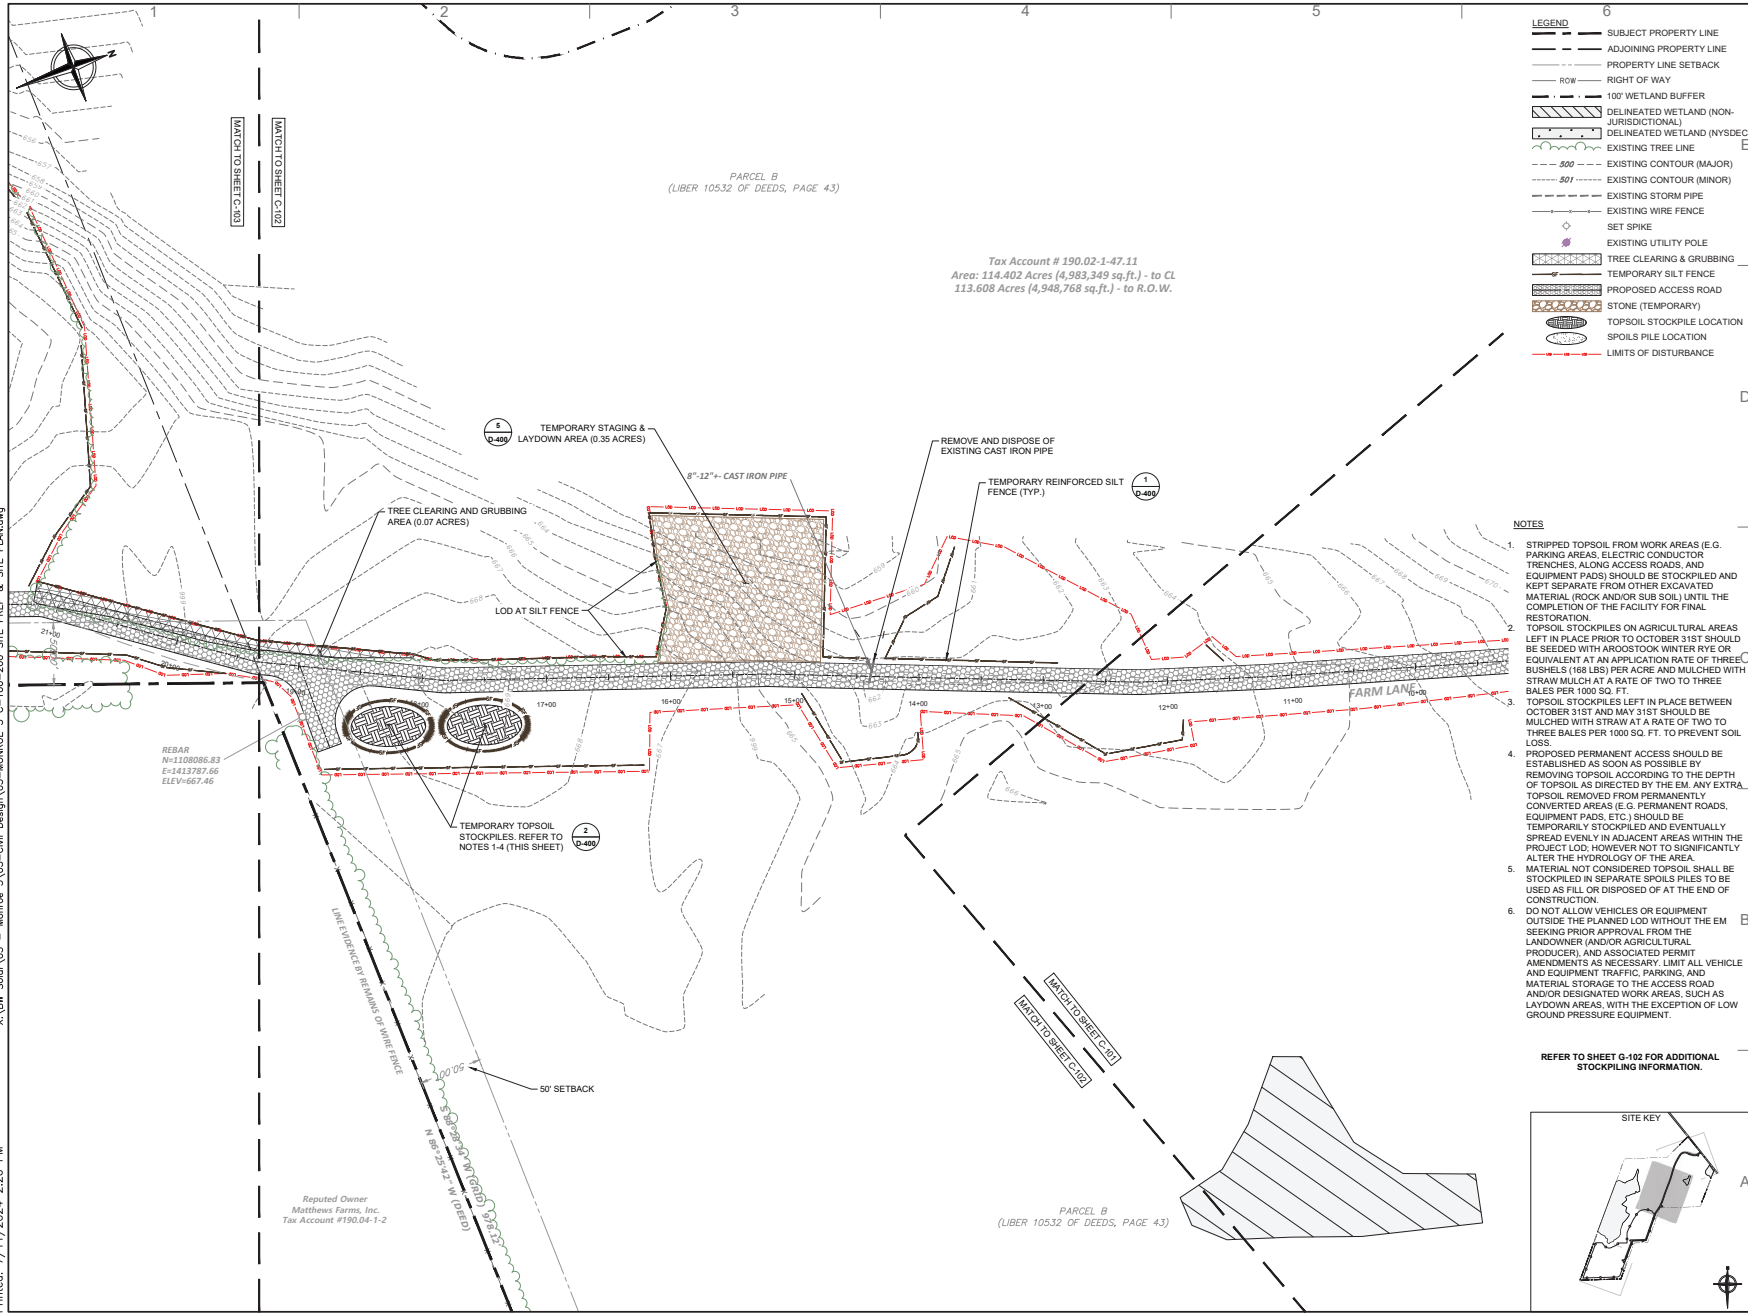 1
2
3
4
5
6
N
MATCH TO SHEET C-103
MATCH TO SHEET C-102
PARCEL B
(LIBER 10532 OF DEEDS, PAGE 43)
Tax Account # 190.02-1-47.11
Area: 114.402 Acres (4,983,349 sq.ft.) - to CL
113.608 Acres (4,948,768 sq.ft.) - to R.O.W.
5
D-400
TEMPORARY STAGING &
LAYDOWN AREA (0.35 ACRES)
8"-12"+- CAST IRON PIPE
REMOVE AND DISPOSE OF
EXISTING CAST IRON PIPE
TEMPORARY REINFORCED SILT
FENCE (TYP.)
1
D-400
TREE CLEARING AND GRUBBING
AREA (0.07 ACRES)
LOD AT SILT FENCE
21+00
17+00
16+00
15+00
14+00
13+00
12+00
11+00
10+00
FARM LANE
REBAR
N=1108086.83
E=1413787.66
ELEV=667.46
TEMPORARY TOPSOIL
STOCKPILES. REFER TO
NOTES 1-4 (THIS SHEET)
2
D-400
LINE EVIDENCE BY REMAINS OF WIRE FENCE
50.00
50' SETBACK
N 86°25'42" W (DEED)
MATCH TO SHEET C-101
MATCH TO SHEET C-102
Reputed Owner
Matthews Farms, Inc.
Tax Account #190.04-1-2
PARCEL B
(LIBER 10532 OF DEEDS, PAGE 43)
LEGEND
SUBJECT PROPERTY LINE
ADJOINING PROPERTY LINE
PROPERTY LINE SETBACK
ROW RIGHT OF WAY
100' WETLAND BUFFER
DELINEATED WETLAND (NON-
JURISDICTIONAL)
DELINEATED WETLAND (NYSDEC
EXISTING TREE LINE
500 EXISTING CONTOUR (MAJOR)
501 EXISTING CONTOUR (MINOR)
EXISTING STORM PIPE
EXISTING WIRE FENCE
SET SPIKE
EXISTING UTILITY POLE
TREE CLEARING & GRUBBING
SF TEMPORARY SILT FENCE
PROPOSED ACCESS ROAD
STONE (TEMPORARY)
TOPSOIL STOCKPILE LOCATION
SPOILS PILE LOCATION
LIMITS OF DISTURBANCE
D
NOTES
1. STRIPPED TOPSOIL FROM WORK AREAS (E.G.
PARKING AREAS, ELECTRIC CONDUCTOR
TRENCHES, ALONG ACCESS ROADS, AND
EQUIPMENT PADS) SHOULD BE STOCKPILED AND
KEPT SEPARATE FROM OTHER EXCAVATED
MATERIAL (ROCK AND/OR SUB SOIL) UNTIL THE
COMPLETION OF THE FACILITY FOR FINAL
RESTORATION.
2. TOPSOIL STOCKPILES ON AGRICULTURAL AREAS
LEFT IN PLACE PRIOR TO OCTOBER 31ST SHOULD
BE SEEDED WITH AROOSTOOK WINTER RYE OR
EQUIVALENT AT AN APPLICATION RATE OF THREE
BUSHELS (168 LBS) PER ACRE AND MULCHED WITH
STRAW MULCH AT A RATE OF TWO TO THREE
BALES PER 1000 SQ. FT.
3. TOPSOIL STOCKPILES LEFT IN PLACE BETWEEN
OCTOBER 31ST AND MAY 31ST SHOULD BE
MULCHED WITH STRAW AT A RATE OF TWO TO
THREE BALES PER 1000 SQ. FT. TO PREVENT SOIL
LOSS.
4. PROPOSED PERMANENT ACCESS SHOULD BE
ESTABLISHED AS SOON AS POSSIBLE BY
REMOVING TOPSOIL ACCORDING TO THE DEPTH
OF TOPSOIL AS DIRECTED BY THE EM. ANY EXTRA
TOPSOIL REMOVED FROM PERMANENTLY
CONVERTED AREAS (E.G. PERMANENT ROADS,
EQUIPMENT PADS, ETC.) SHOULD BE
TEMPORARILY STOCKPILED AND EVENTUALLY
SPREAD EVENLY IN ADJACENT AREAS WITHIN THE
PROJECT LOD; HOWEVER NOT TO SIGNIFICANTLY
ALTER THE HYDROLOGY OF THE AREA.
5. MATERIAL NOT CONSIDERED TOPSOIL SHALL BE
STOCKPILED IN SEPARATE SPOILS PILES TO BE
USED AS FILL OR DISPOSED OF AT THE END OF
CONSTRUCTION.
6. DO NOT ALLOW VEHICLES OR EQUIPMENT
OUTSIDE THE PLANNED LOD WITHOUT THE EM
SEEKING PRIOR APPROVAL FROM THE
LANDOWNER (AND/OR AGRICULTURAL
PRODUCER), AND ASSOCIATED PERMIT
AMENDMENTS AS NECESSARY. LIMIT ALL VEHICLE
AND EQUIPMENT TRAFFIC, PARKING, AND
MATERIAL STORAGE TO THE ACCESS ROAD
AND/OR DESIGNATED WORK AREAS, SUCH AS
LAYDOWN AREAS, WITH THE EXCEPTION OF LOW
GROUND PRESSURE EQUIPMENT.
REFER TO SHEET G-102 FOR ADDITIONAL
STOCKPILING INFORMATION.
SITE KEY